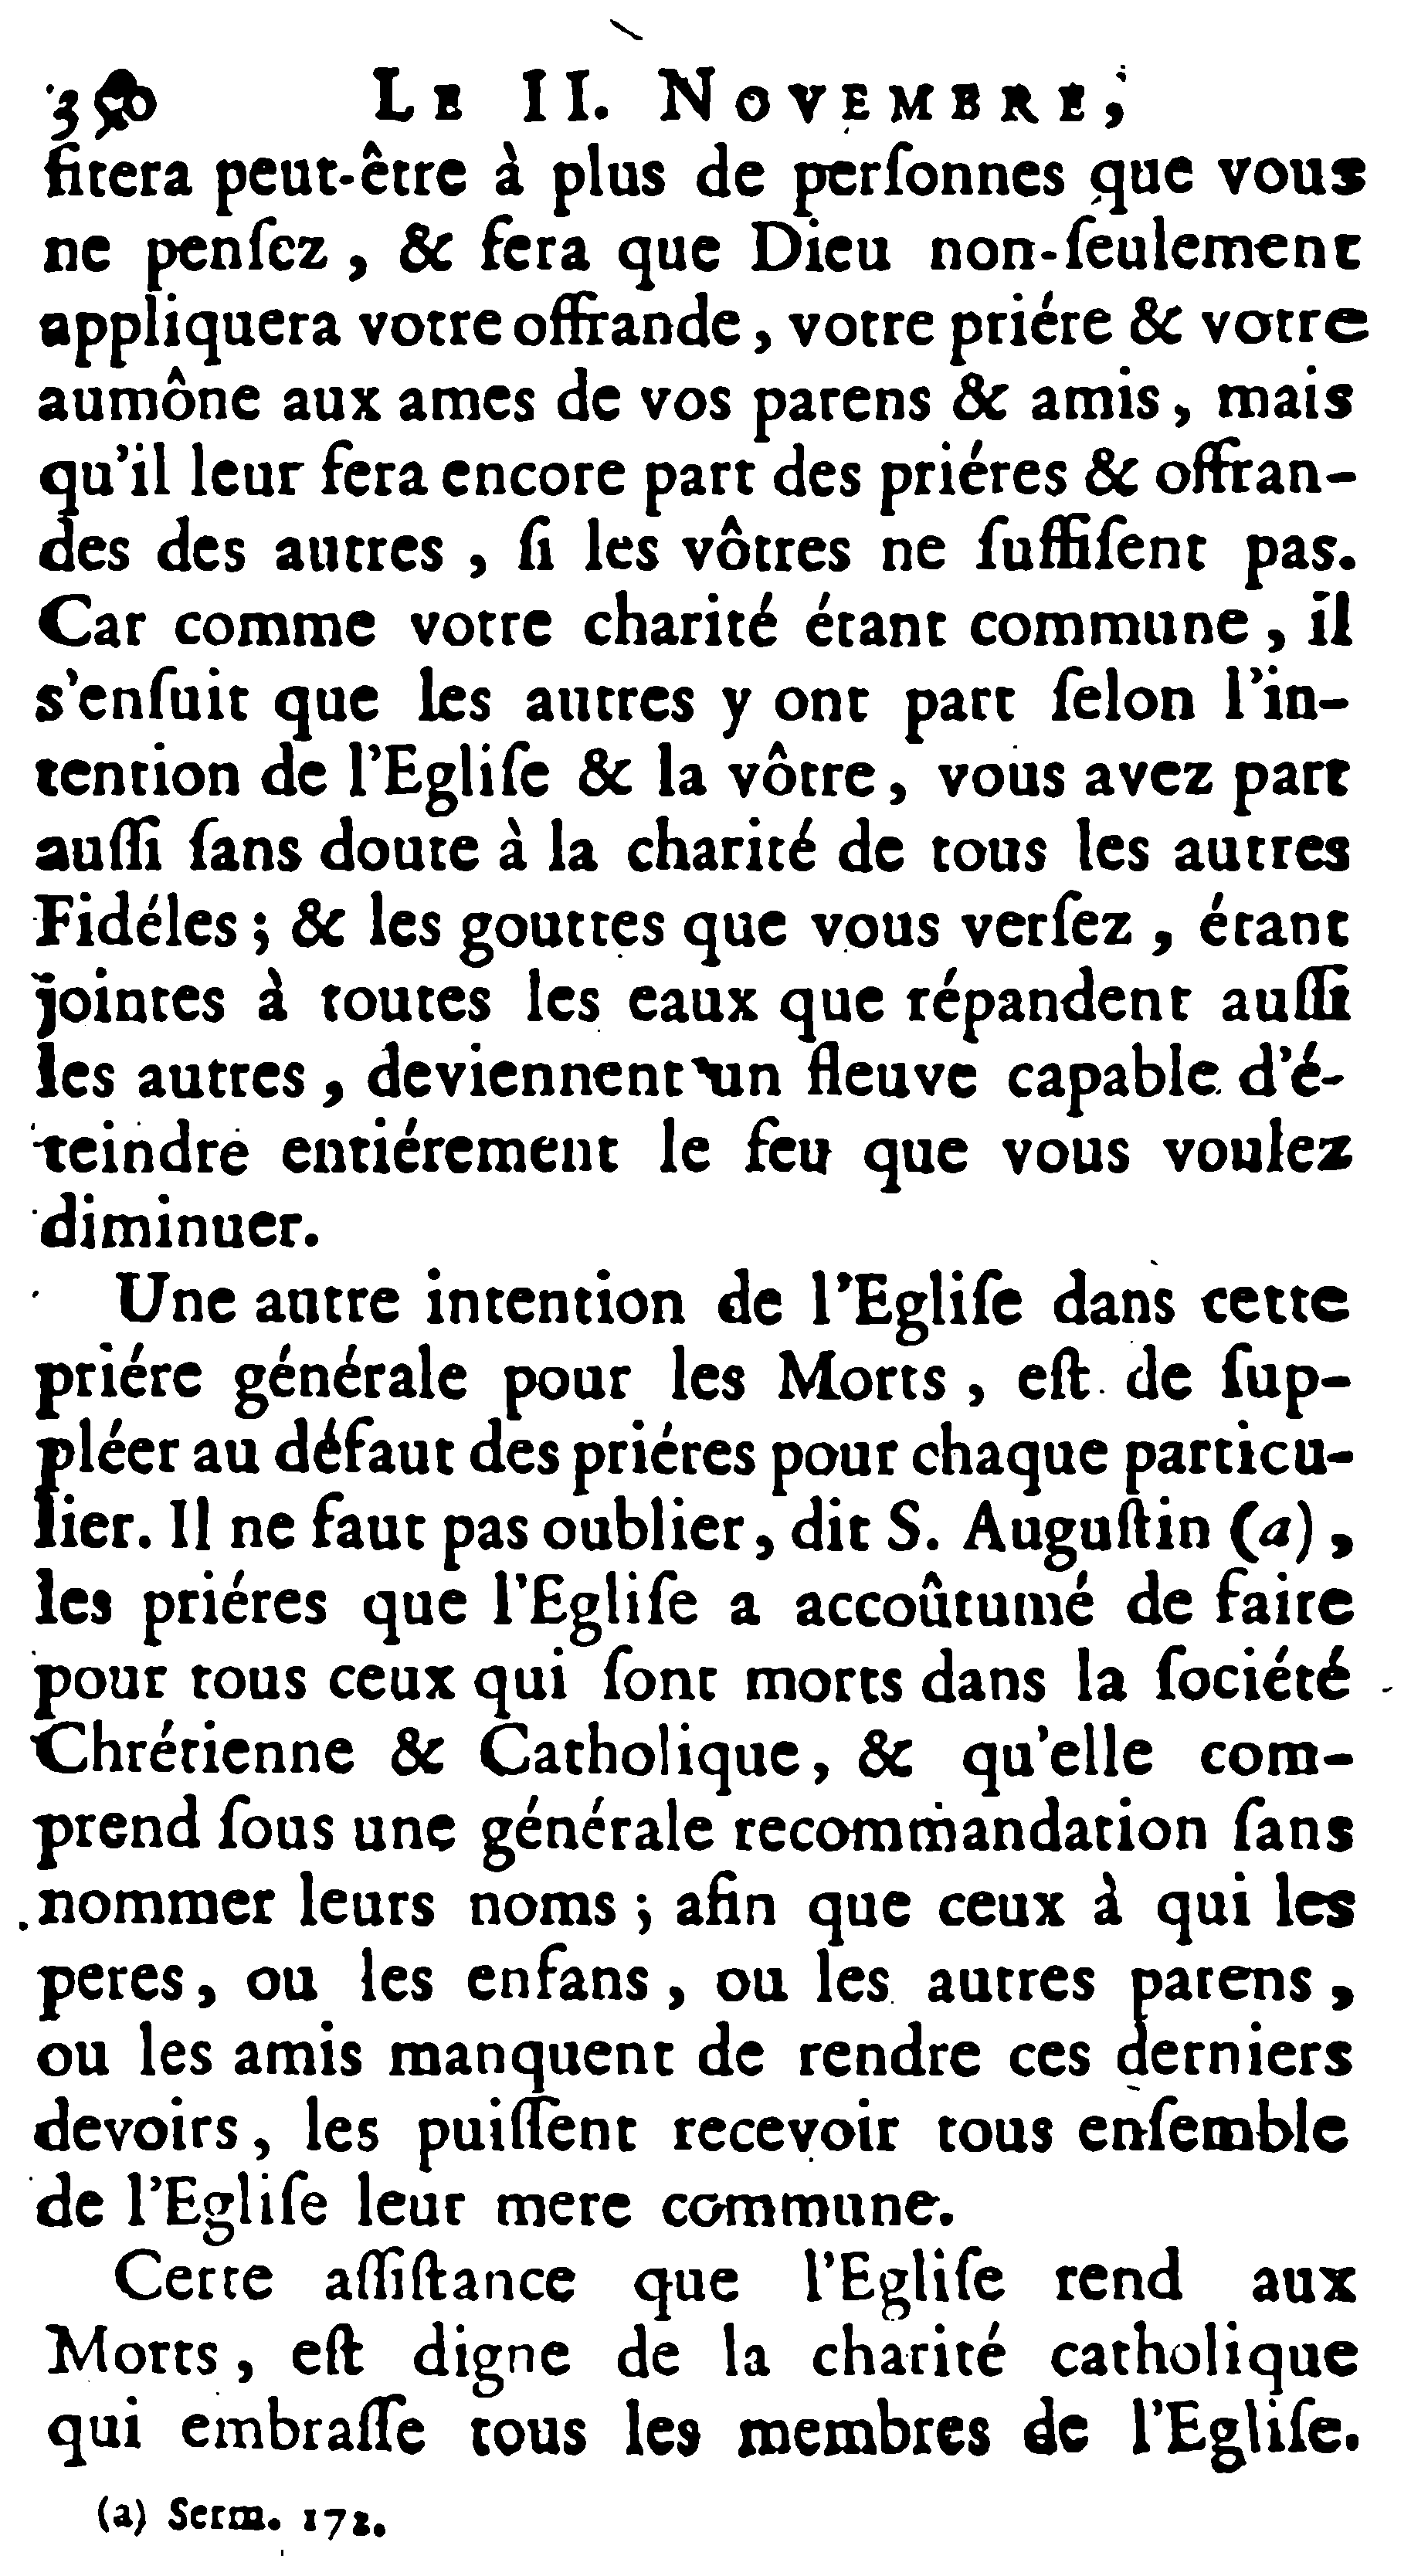 LE II. NOVEMBRE,
fitera peut-être à plus de perſonnes que vous
ne penſez, & fera que Dieu non-ſeulement
appliquera votre offrande, votre priére & votre
aumône aux ames de vos parens & amis, mais
qu'il leur fera encore part des priéres & offran-
des des autres, ſi les vôtres ne ſuffiſent pas.
Car comme votre charité étant commune, il
s'enſuit que les autres y ont part ſelon l'in-
tention de l'Egliſe & la vôtre, vous avez part
auſſi ſans doute à la charité de tous les autres
Fidéles; & les gouttes que vous verſez, étant
jointes à toutes les eaux que répandent auſſi
les autres, deviennent un fleuve capable d'é-
teindre entiérement le feu que vous voulez
diminuer.
Une autre intention de l'Egliſe dans cette
priére générale pour les Morts, eſt de ſup-
pléer au défaut des priéres pour chaque particu-
lier. Il ne faut pas oublier, dit S. Auguſtin (a),
les priéres que l'Egliſe a accoûtumé de faire
pour tous ceux qui ſont morts dans la ſociété
Chrétienne & Catholique, & qu'elle com-
prend ſous une générale recommandation ſans
nommer leurs noms; afin que ceux à qui les
peres, ou les enfans, ou les autres parens,
ou les amis manquent de rendre ces derniers
devoirs, les puiſſent recevoir tous enſemble
de l'Egliſe leur mere commune.
Cette aſſiſtance que l'Egliſe rend aux
Morts, eſt digne de la charité catholique
qui embraſſe tous les membres de l'Egliſe.
(a) Serm. 172.